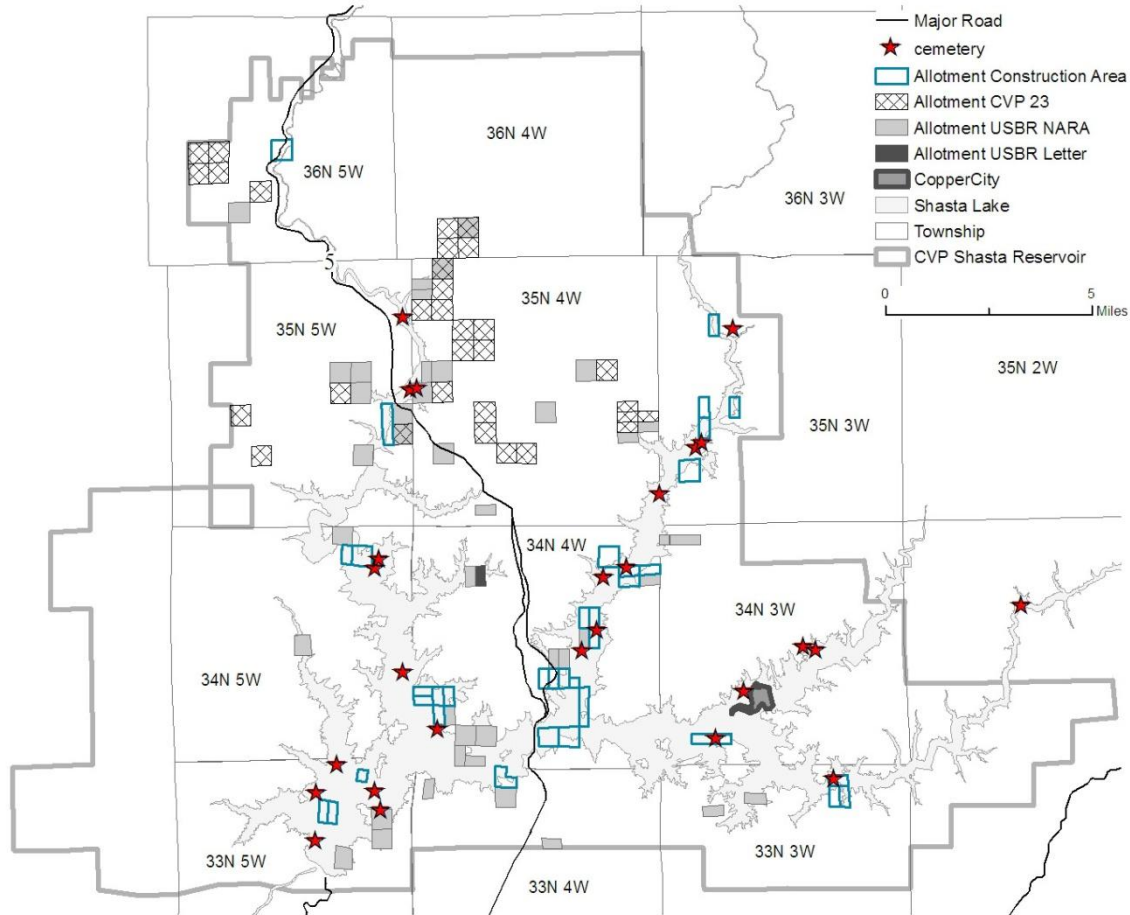 Major Road
cemetery
Allotment Construction Area
Allotment CVP 23
Allotment USBR NARA
Allotment USBR Letter
CopperCity
Shasta Lake
Township
CVP Shasta Reservoir
0 5
Miles
36N 4W
36N 5W
36N 3W
5
35N 4W
35N 5W
35N 2W
35N 3W
34N 4W
34N 3W
34N 5W
33N 5W
33N 3W
33N 4W